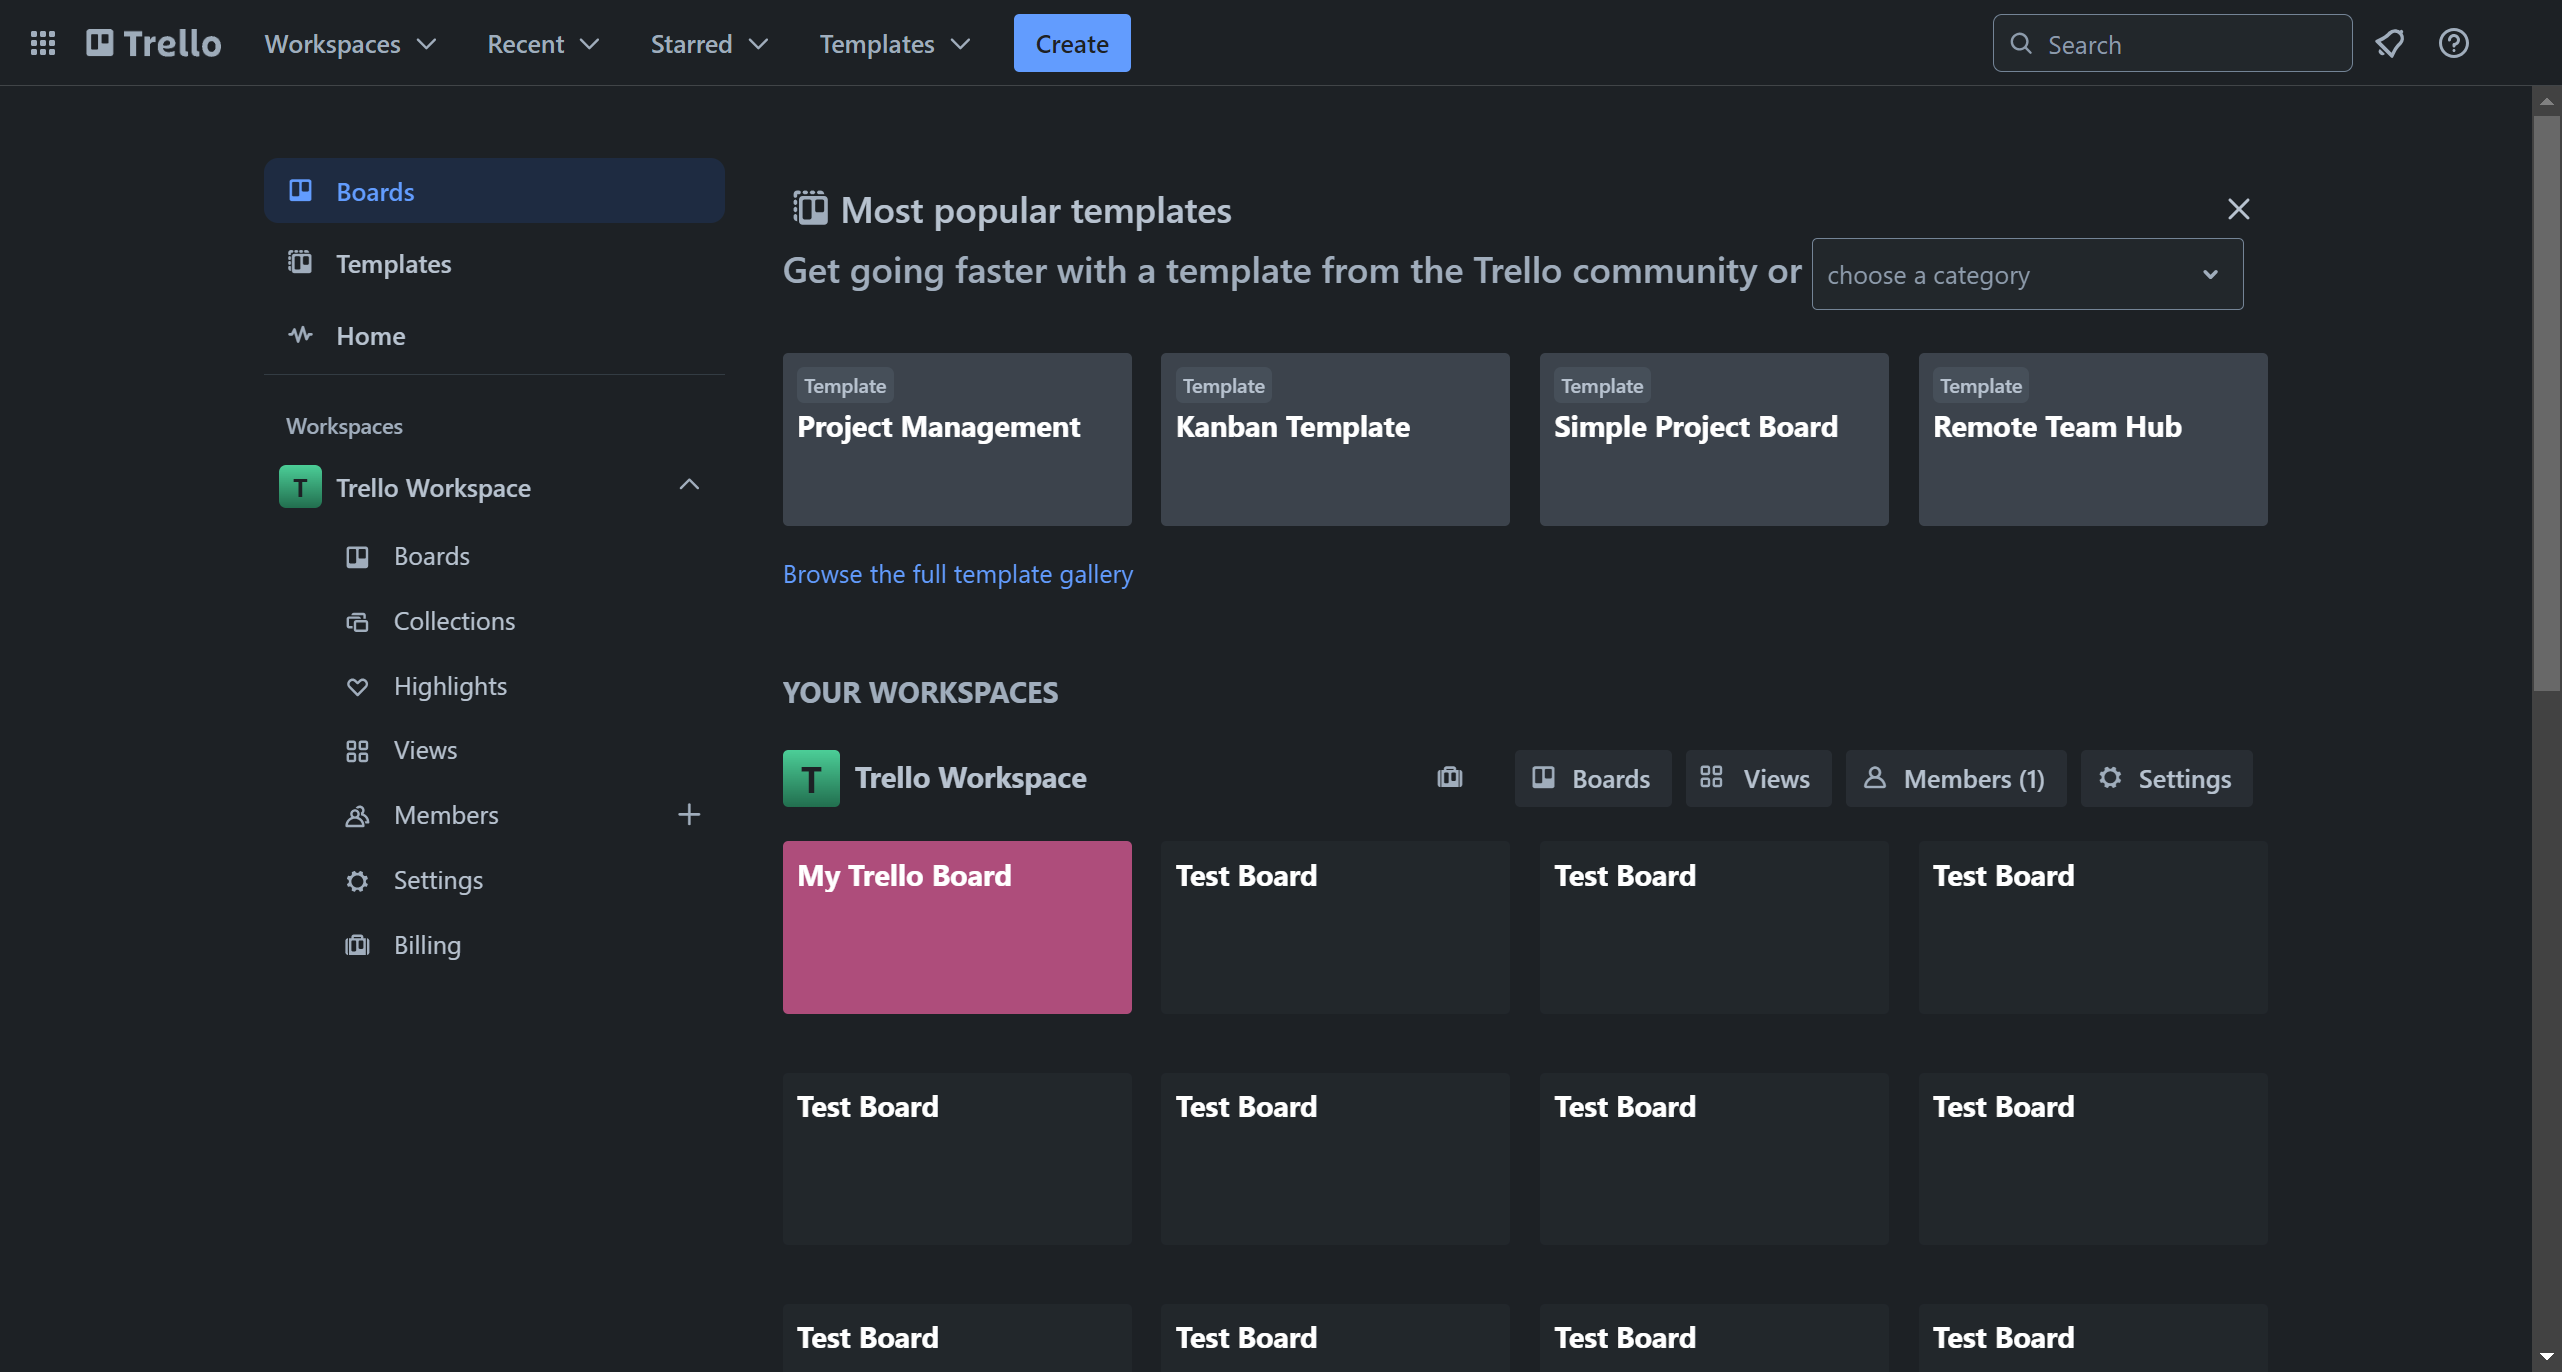 Trello Workspaces Recent Starred Templates Create Search
Boards
Templates
Home
Workspaces
T Trello Workspace
Boards
Collections
Highlights
Views
Members
Settings
Billing
Most popular templates
Get going faster with a template from the Trello community or choose a category
Template
Project Management
Template
Kanban Template
Template
Simple Project Board
Template
Remote Team Hub
Browse the full template gallery
YOUR WORKSPACES
T Trello Workspace Boards Views Members (1) Settings
My Trello Board Test Board Test Board Test Board
Test Board Test Board Test Board Test Board
Test Board Test Board Test Board Test Board